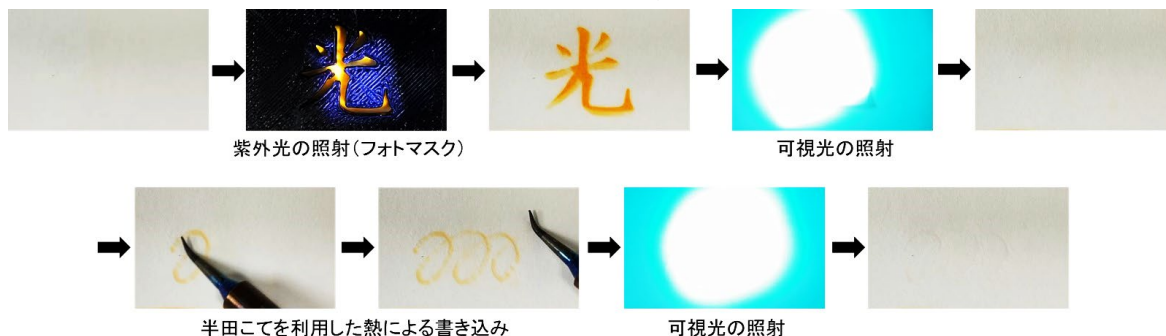 光
光
紫外光の照射(フォトマスク)
可視光の照射
半田こてを利用した熱による書き込み
可視光の照射